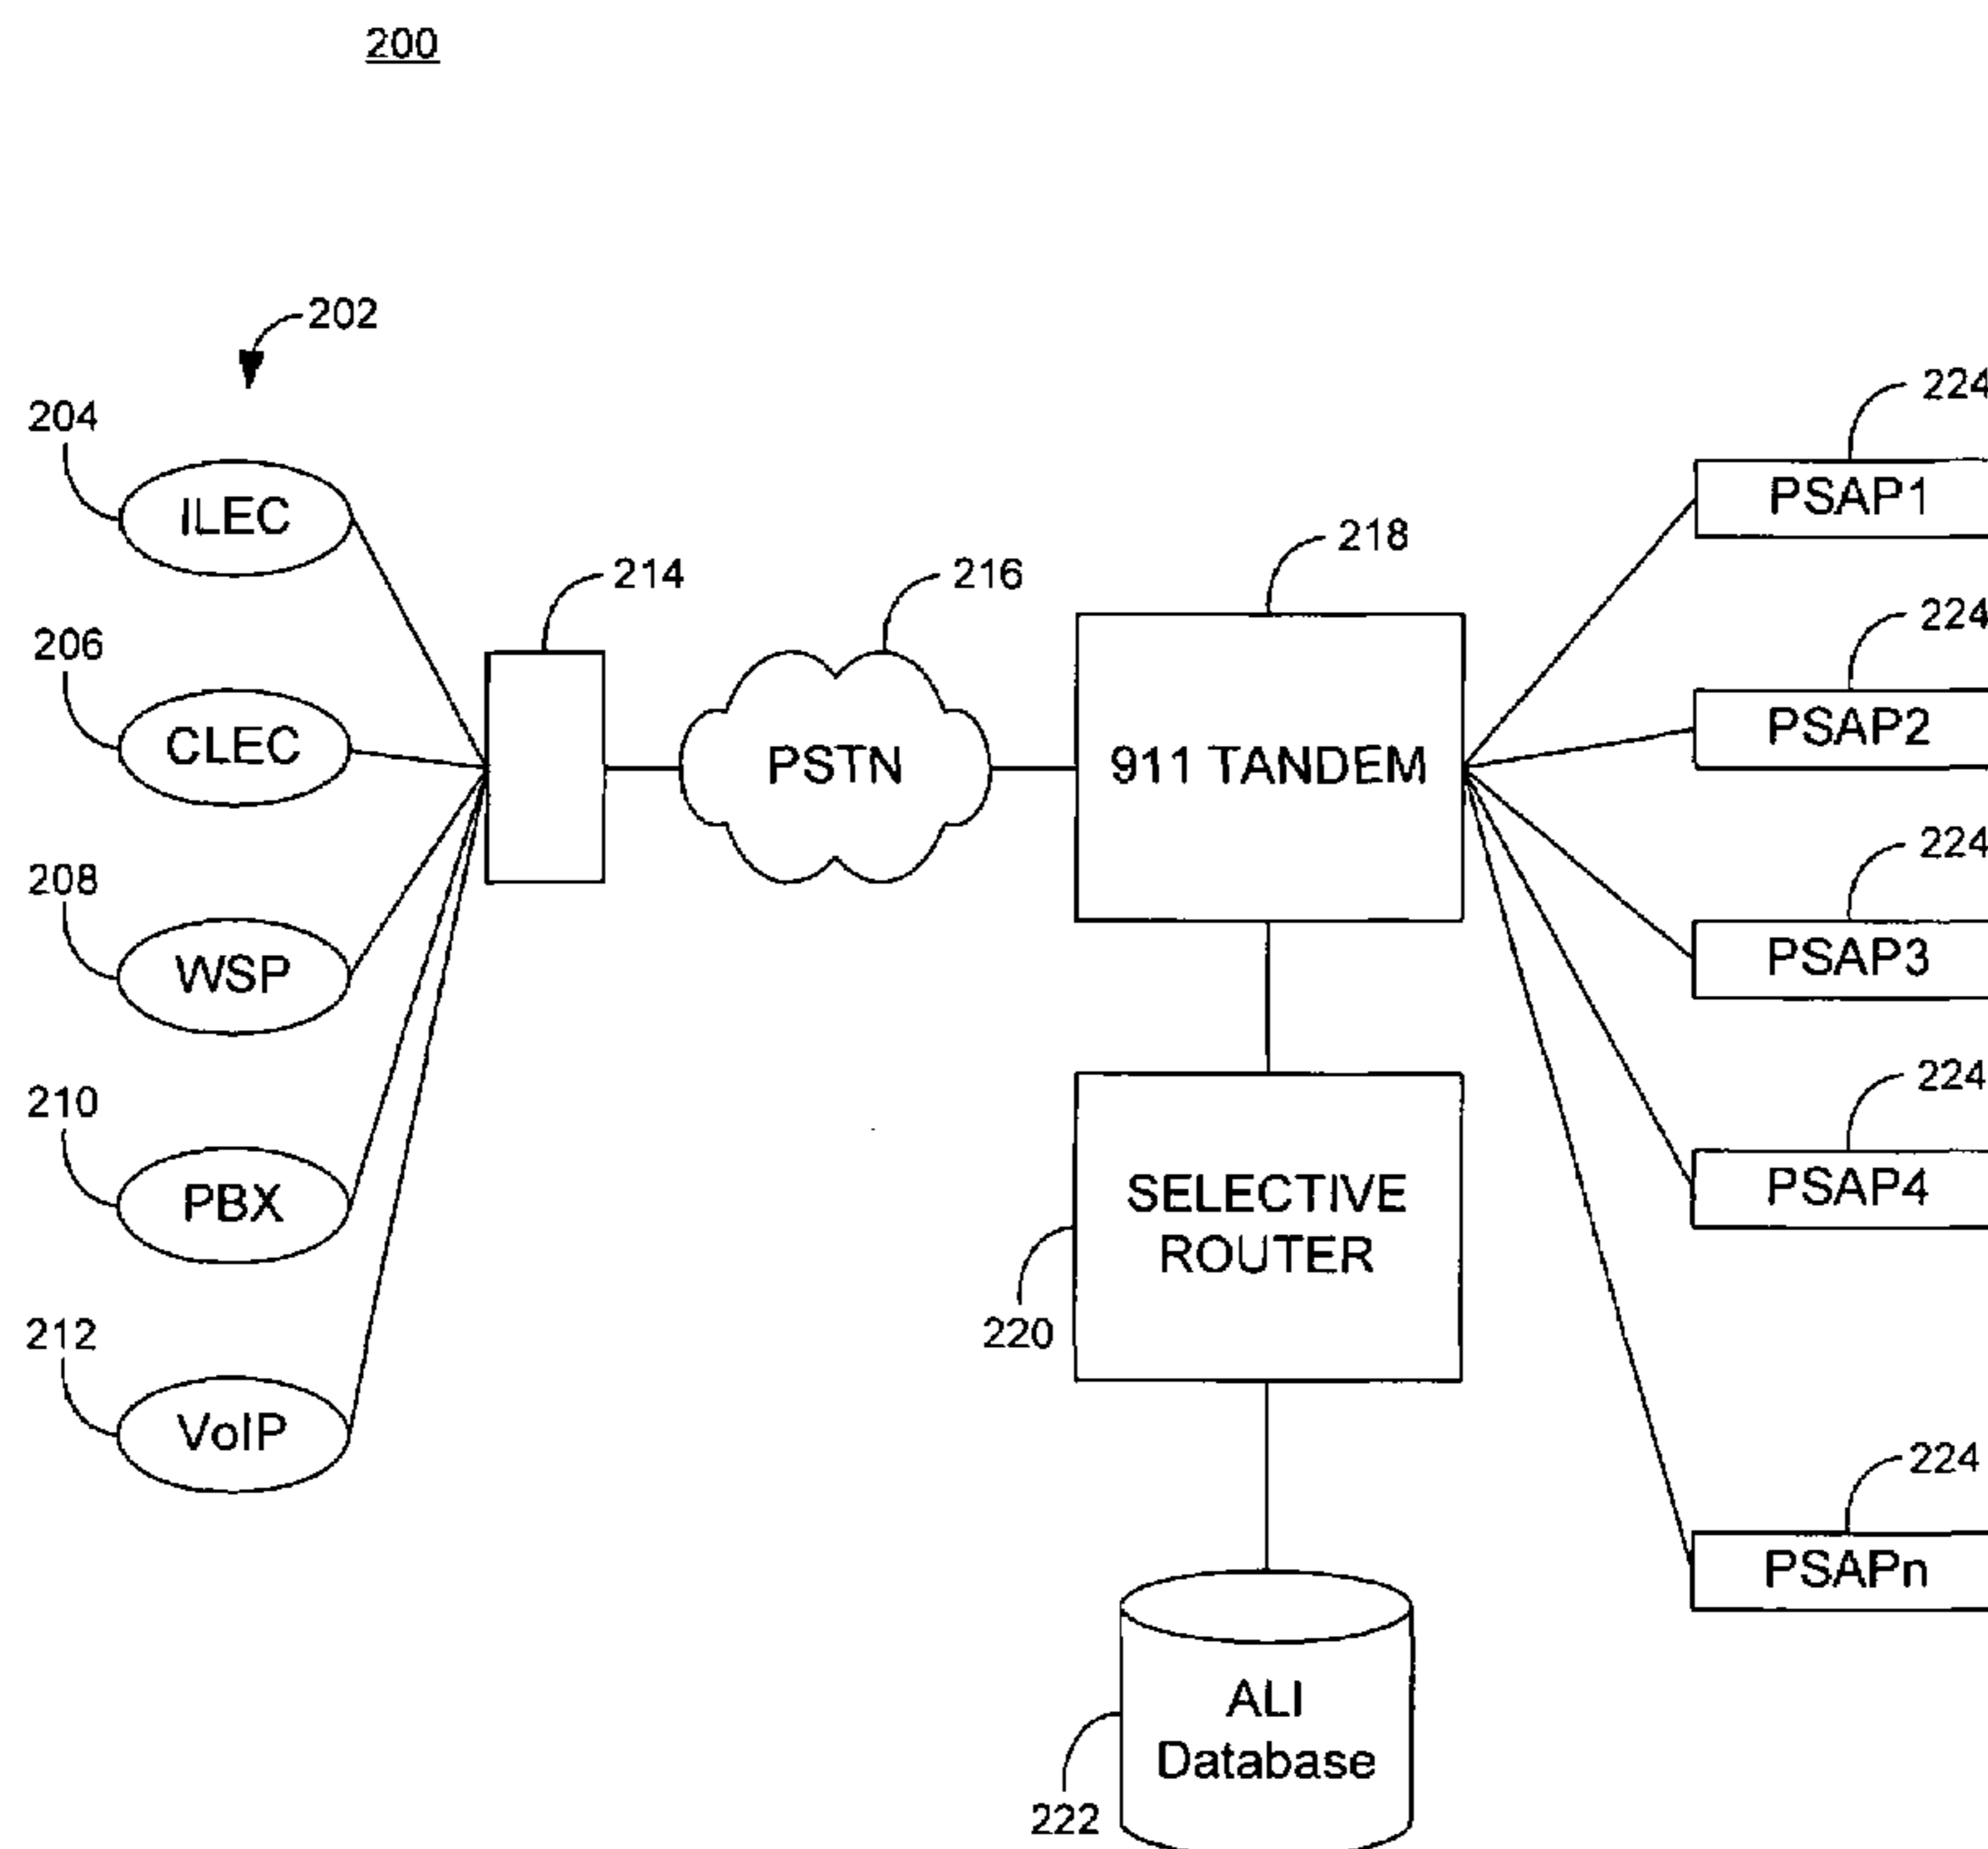 200
202
204
ILEC
206
CLEC
208
WSP
210
PBX
212
VoIP
214
216
PSTN
218
911 TANDEM
SELECTIVE
ROUTER
220
ALI
Database
222
224
PSAP1
224
PSAP2
224
PSAP3
224
PSAP4
224
PSAPn